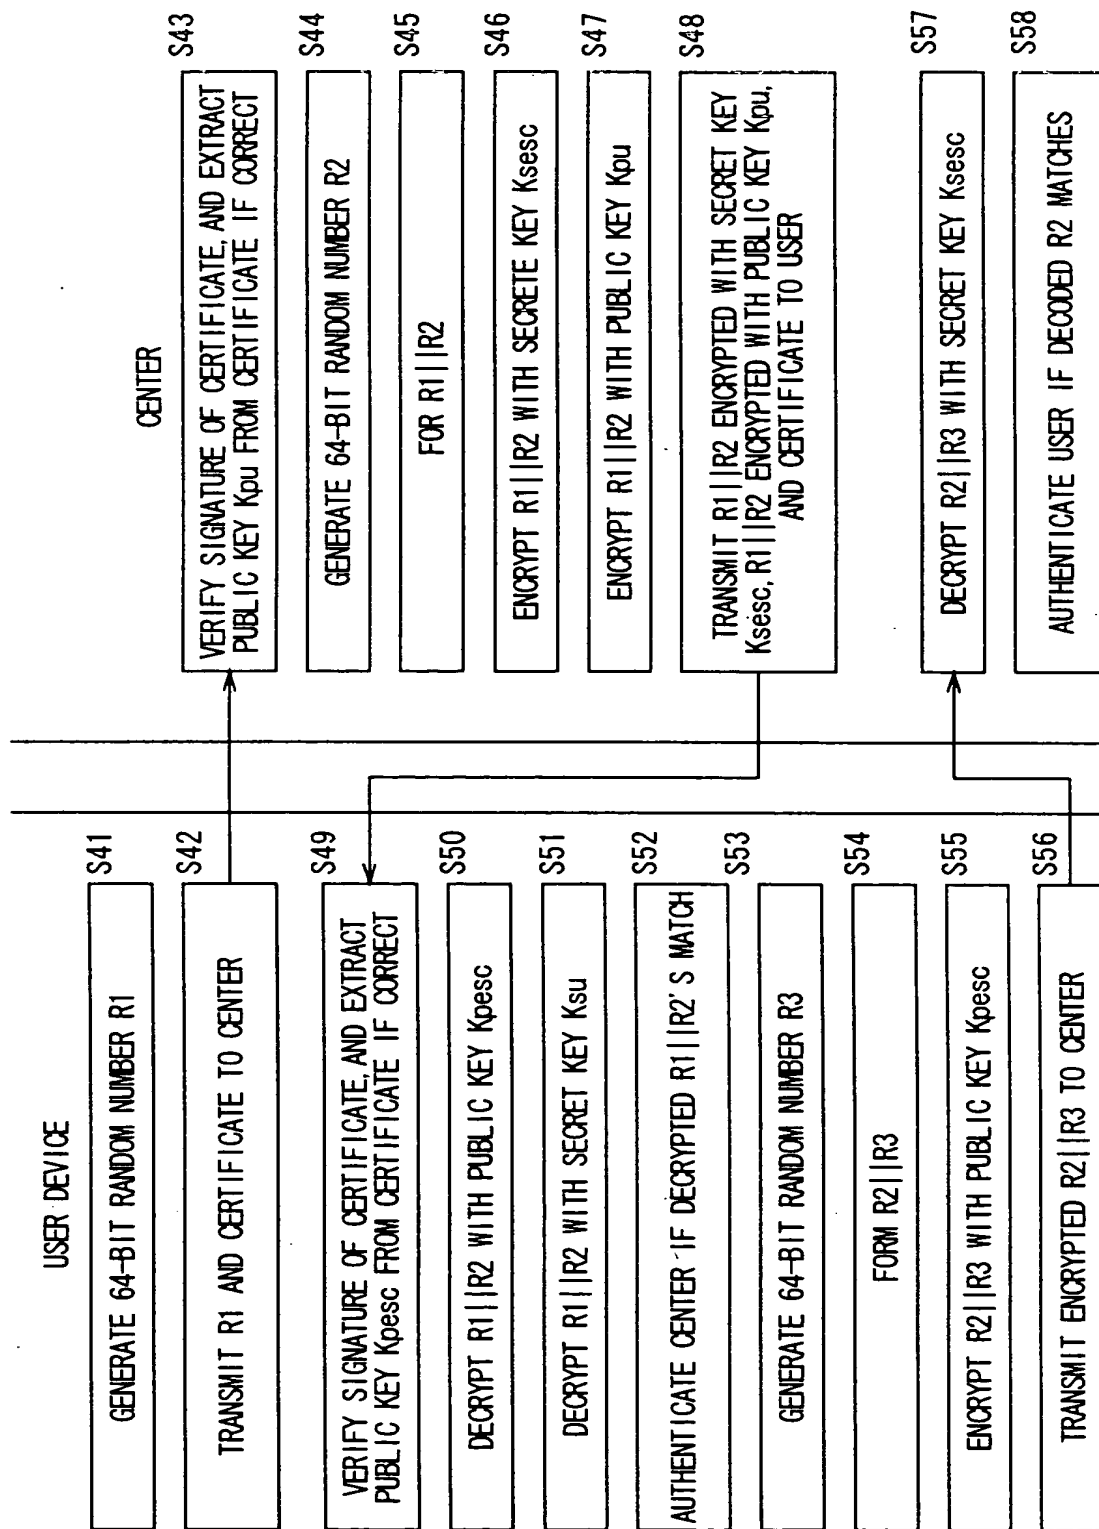 USER DEVICE
S41
GENERATE 64-BIT RANDOM NUMBER R1
S42
TRANSMIT R1 AND CERTIFICATE TO CENTER
S49
VERIFY SIGNATURE OF CERTIFICATE, AND EXTRACT
PUBLIC KEY Kpesc FROM CERTIFICATE IF CORRECT
S50
DECRYPT R1||R2 WITH PUBLIC KEY Kpesc
S51
DECRYPT R1||R2 WITH SECRET KEY Ksu
S52
AUTHENTICATE CENTER IF DECRYPTED R1||R2'S MATCH
S53
GENERATE 64-BIT RANDOM NUMBER R3
S54
FORM R2||R3
S55
ENCRYPT R2||R3 WITH PUBLIC KEY Kpesc
S56
TRANSMIT ENCRYPTED R2||R3 TO CENTER
CENTER
S43
VERIFY SIGNATURE OF CERTIFICATE, AND EXTRACT
PUBLIC KEY Kpu FROM CERTIFICATE IF CORRECT
S44
GENERATE 64-BIT RANDOM NUMBER R2
S45
FOR R1||R2
S46
ENCRYPT R1||R2 WITH SECRETE KEY Ksesc
S47
ENCRYPT R1||R2 WITH PUBLIC KEY Kpu
S48
TRANSMIT R1||R2 ENCRYPTED WITH SECRET KEY
Ksesc, R1||R2 ENCRYPTED WITH PUBLIC KEY Kpu,
AND CERTIFICATE TO USER
S57
DECRYPT R2||R3 WITH SECRET KEY Ksesc
S58
AUTHENTICATE USER IF DECODED R2 MATCHES